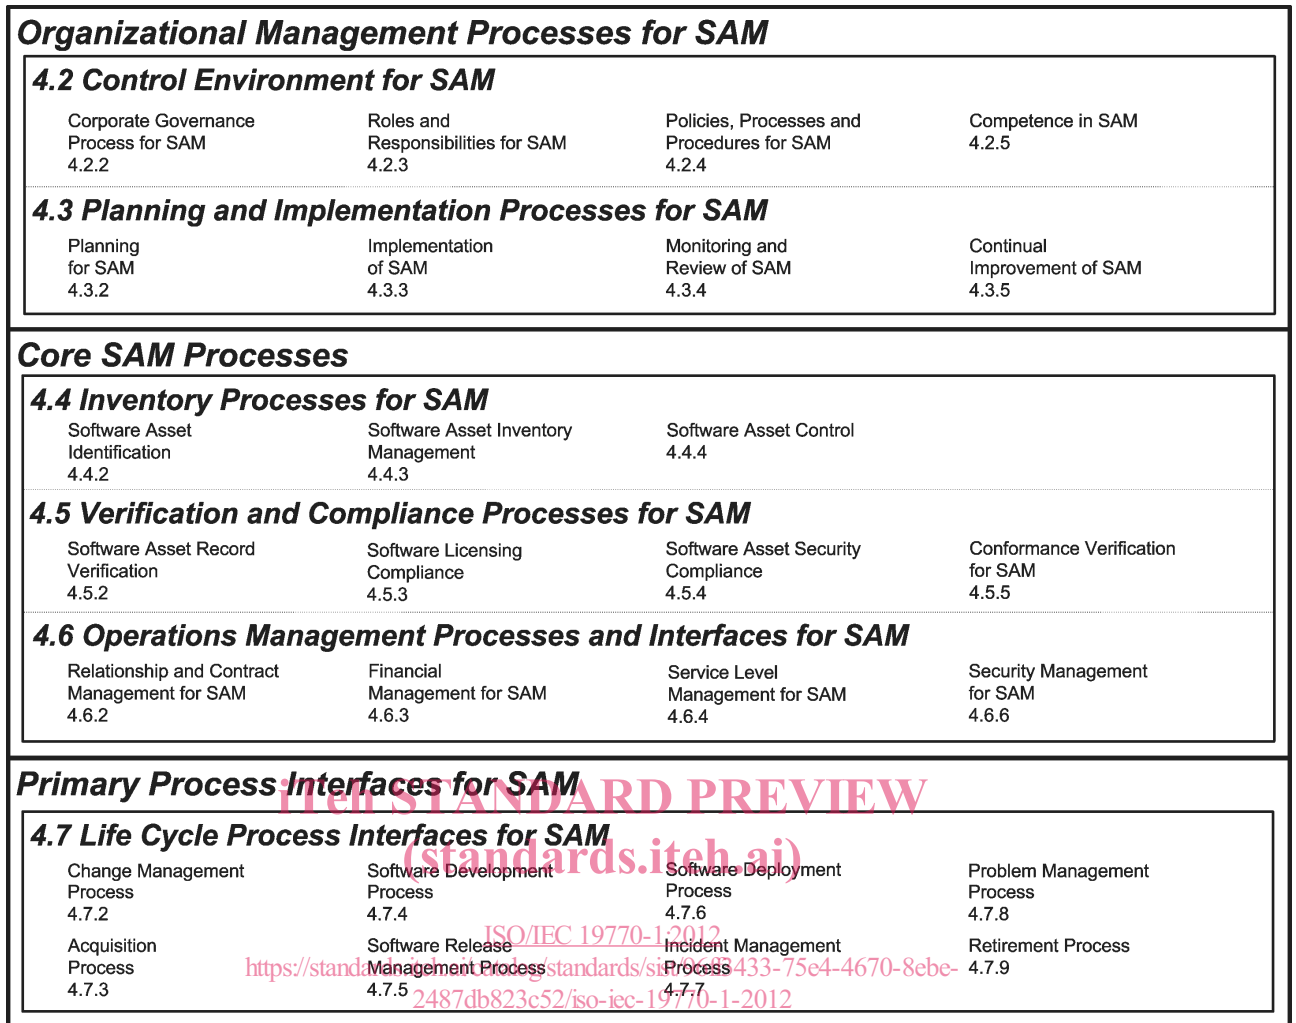 Organizational Management Processes for SAM
4.2 Control Environment for SAM
Corporate Governance
Process for SAM
4.2.2
Roles and
Responsibilities for SAM
4.2.3
Policies, Processes and
Procedures for SAM
4.2.4
Competence in SAM
4.2.5
4.3 Planning and Implementation Processes for SAM
Planning
for SAM
4.3.2
Implementation
of SAM
4.3.3
Monitoring and
Review of SAM
4.3.4
Continual
Improvement of SAM
4.3.5
Core SAM Processes
4.4 Inventory Processes for SAM
Software Asset
Identification
4.4.2
Software Asset Inventory
Management
4.4.3
Software Asset Control
4.4.4
4.5 Verification and Compliance Processes for SAM
Software Asset Record
Verification
4.5.2
Software Licensing
Compliance
4.5.3
Software Asset Security
Compliance
4.5.4
Conformance Verification
for SAM
4.5.5
4.6 Operations Management Processes and Interfaces for SAM
Relationship and Contract
Management for SAM
4.6.2
Financial
Management for SAM
4.6.3
Service Level
Management for SAM
4.6.4
Security Management
for SAM
4.6.6
Primary Process Interfaces for SAM
iTeh STANDARD PREVIEW
4.7 Life Cycle Process Interfaces for SAM
(standards.iteh.ai)
Change Management
Process
4.7.2
Software Development
Process
4.7.4
Software Deployment
Process
4.7.6
Problem Management
Process
4.7.8
ISO/IEC 19770-1:2012
Acquisition
Process
4.7.3
Software Release
Management Process
4.7.5
Incident Management
Process
4.7.7
Retirement Process
4.7.9
2487db823c52/iso-iec-19770-1-2012